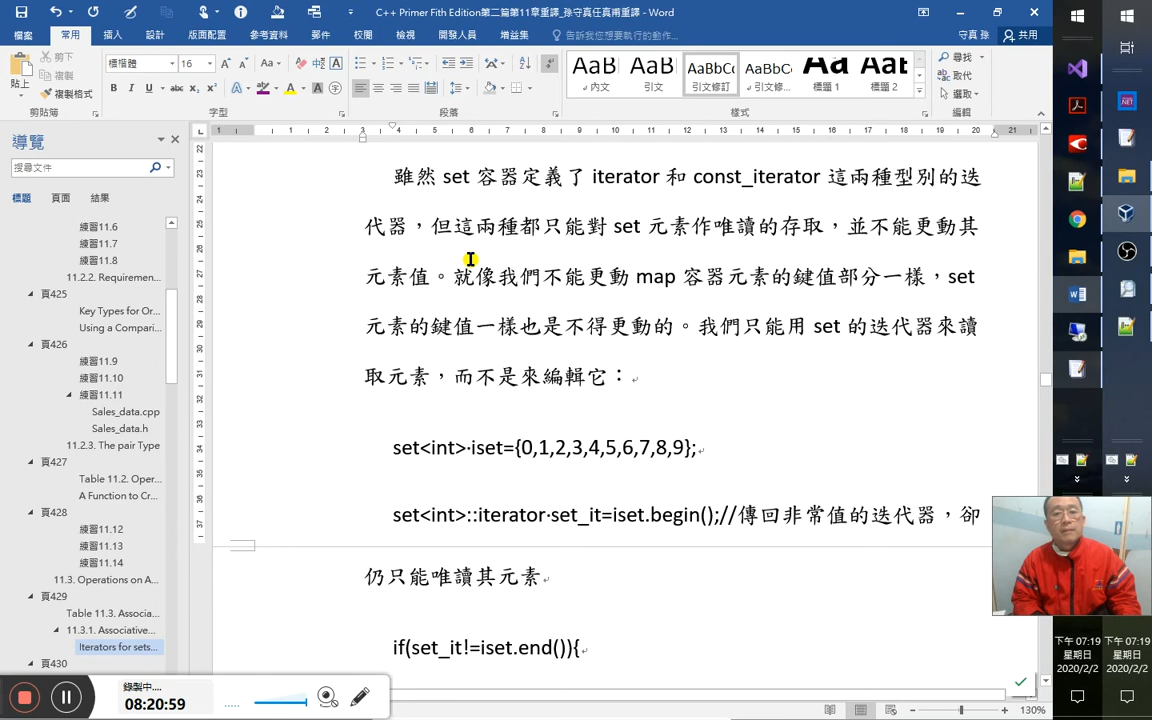 C++ Primer Fith Edition第二篇第11章重譯_孫守真任真甫重譯 - Word
檔案 常用 插入 設計 版面配置 參考資料 郵件 校閱 檢視 開發人員 增益集 告訴我您想要執行的動作... 守真 孫 共用
剪下
複製
複製格式
貼上
標楷體 16
剪貼簿 字型 段落 樣式
AaB AaB AaBbCc AaBbC AaB Aat
內文 引文 引文修訂 引文修... 標題 1 標題 2
尋找
取代
選取
編輯
導覽
搜尋文件
標題 頁面 結果
練習11.6
練習11.7
練習11.8
11.2.2. Requiremen...
頁425
Key Types for Or...
Using a Compari...
頁426
練習11.9
練習11.10
練習11.11
Sales_data.cpp
Sales_data.h
11.2.3. The pair Type
頁427
Table 11.2. Oper...
A Function to Cr...
頁428
練習11.12
練習11.13
練習11.14
11.3. Operations on A...
頁429
Table 11.3. Associa...
11.3.1. Associative...
Iterators for sets...
頁430
雖然 set 容器定義了 iterator 和 const_iterator 這兩種型別的迭
代器，但這兩種都只能對 set 元素作唯讀的存取，並不能更動其
元素值。就像我們不能更動 map 容器元素的鍵值部分一樣，set
元素的鍵值一樣也是不得更動的。我們只能用 set 的迭代器來讀
取元素，而不是來編輯它：
set<int>·iset={0,1,2,3,4,5,6,7,8,9};
set<int>::iterator·set_it=iset.begin();//傳回非常值的迭代器，卻
仍只能唯讀其元素
if(set_it!=iset.end()){
錄製中....
08:20:59
130%
下午 07:19
星期日
2020/2/2
下午 07:19
星期日
2020/2/2